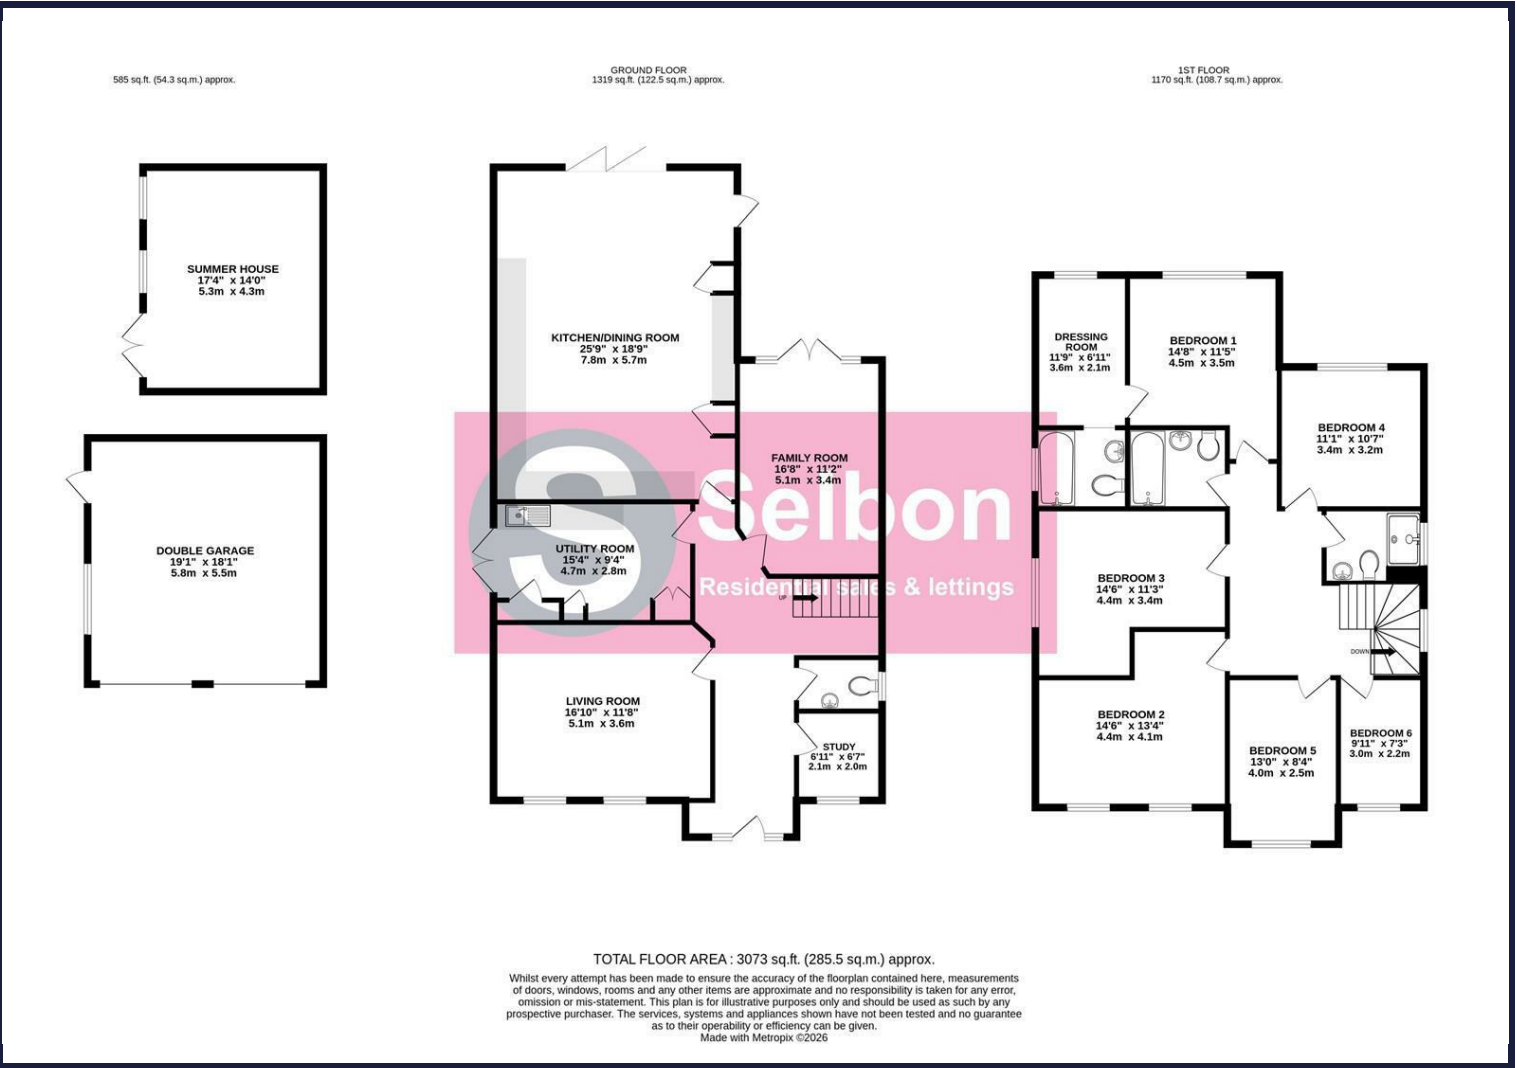 585 sq.ft. (54.3 sq.m.) approx.
GROUND FLOOR
1319 sq.ft. (122.5 sq.m.) approx.
1ST FLOOR
1170 sq.ft. (108.7 sq.m.) approx.
SUMMER HOUSE
17'4" x 14'0"
5.3m x 4.3m
DOUBLE GARAGE
19'1" x 18'1"
5.8m x 5.5m
KITCHEN/DINING ROOM
25'9" x 18'9"
7.8m x 5.7m
FAMILY ROOM
16'8" x 11'2"
5.1m x 3.4m
S
Selbon
Residential sales & lettings
UTILITY ROOM
15'4" x 9'4"
4.7m x 2.8m
UP
LIVING ROOM
16'10" x 11'8"
5.1m x 3.6m
STUDY
6'11" x 6'7"
2.1m x 2.0m
DRESSING
ROOM
11'9" x 6'11"
3.6m x 2.1m
BEDROOM 1
14'8" x 11'5"
4.5m x 3.5m
BEDROOM 4
11'1" x 10'7"
3.4m x 3.2m
BEDROOM 3
14'6" x 11'3"
4.4m x 3.4m
DOWN
BEDROOM 2
14'6" x 13'4"
4.4m x 4.1m
BEDROOM 5
13'0" x 8'4"
4.0m x 2.5m
BEDROOM 6
9'11" x 7'3"
3.0m x 2.2m
TOTAL FLOOR AREA : 3073 sq.ft. (285.5 sq.m.) approx.
Whilst every attempt has been made to ensure the accuracy of the floorplan contained here, measurements
of doors, windows, rooms and any other items are approximate and no responsibility is taken for any error,
omission or mis-statement. This plan is for illustrative purposes only and should be used as such by any
prospective purchaser. The services, systems and appliances shown have not been tested and no guarantee
as to their operability or efficiency can be given.
Made with Metropix ©2026